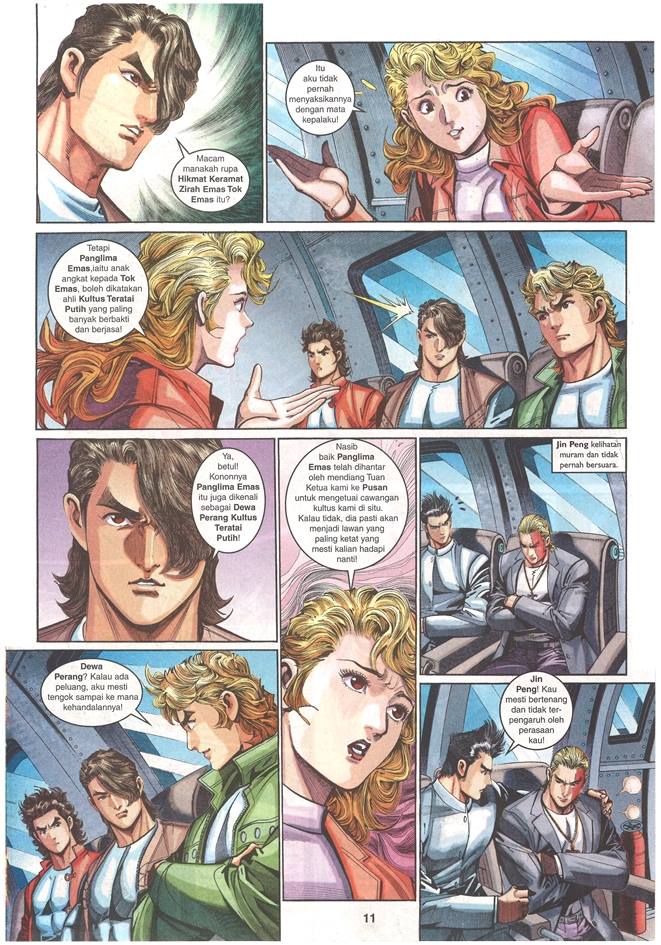 Macam
manakah rupa
Hikmat Keramat
Zirah Emas Tok
Emas itu?
Itu
aku tidak
pernah
menyaksikannya
dengan mata
kepalaku!
Tetapi
Panglima
Emas,iaitu anak
angkat kepada Tok
Emas, boleh dikatakan
ahli Kultus Teratai
Putih yang paling
banyak berbakti
dan berjasa!
Ya,
betul!
Kononnya
Panglima Emas
itu juga dikenali
sebagai Dewa
Perang Kultus
Teratai
Putih!
Nasib
baik Panglima
Emas telah dihantar
oleh mendiang Tuan
Ketua kami ke Pusan
untuk mengetuai cawangan
kultus kami di situ.
Kalau tidak, dia pasti akan
menjadi lawan yang
paling ketat yang
mesti kalian hadapi
nanti!
Jin Peng kelihatan
muram dan tidak
pernah bersuara.
Dewa
Perang? Kalau ada
peluang, aku mesti
tengok sampai ke mana
kehandalannya!
Jin
Peng! Kau
mesti bertenang
dan tidak ter-
pengaruh oleh
perasaan
kau!
11